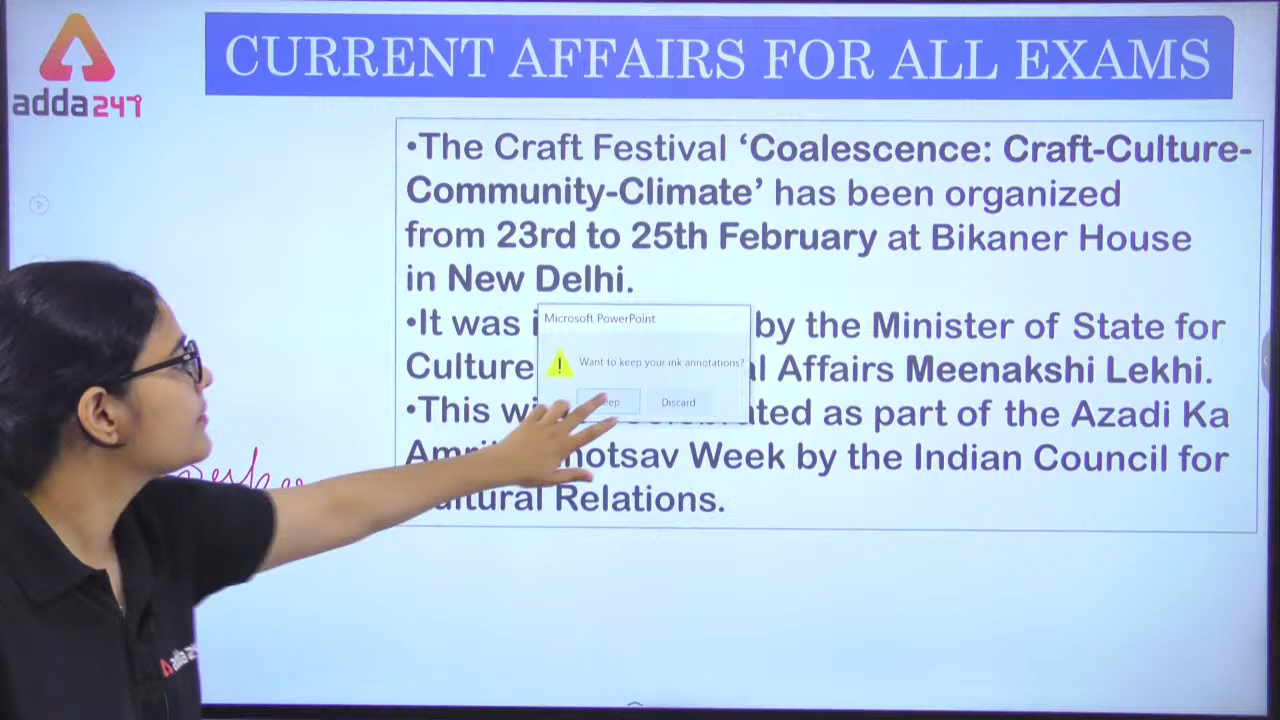 adda247
CURRENT AFFAIRS FOR ALL EXAMS
•The Craft Festival ‘Coalescence: Craft-Culture-
Community-Climate’ has been organized
from 23rd to 25th February at Bikaner House
in New Delhi.
•It was by the Minister of State for
Culture Affairs Meenakshi Lekhi.
•This as part of the Azadi Ka
Week by the Indian Council for
Relations.
Microsoft PowerPoint
Want to keep your ink annotations?
Discard
adda